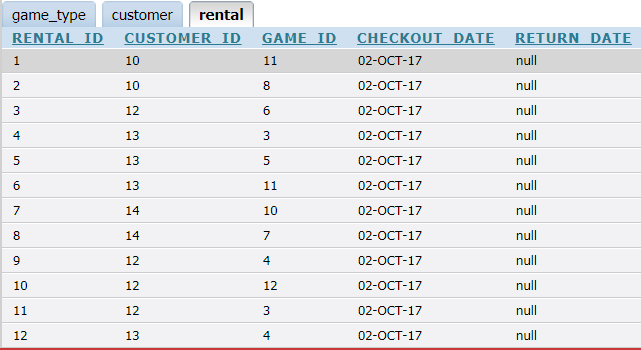 game_type customer rental
RENTAL_ID CUSTOMER_ID GAME_ID CHECKOUT_DATE RETURN_DATE
1 10 11 02-OCT-17 null
2 10 8 02-OCT-17 null
3 12 6 02-OCT-17 null
4 13 3 02-OCT-17 null
5 13 5 02-OCT-17 null
6 13 11 02-OCT-17 null
7 14 10 02-OCT-17 null
8 14 7 02-OCT-17 null
9 12 4 02-OCT-17 null
10 12 12 02-OCT-17 null
11 12 3 02-OCT-17 null
12 13 4 02-OCT-17 null